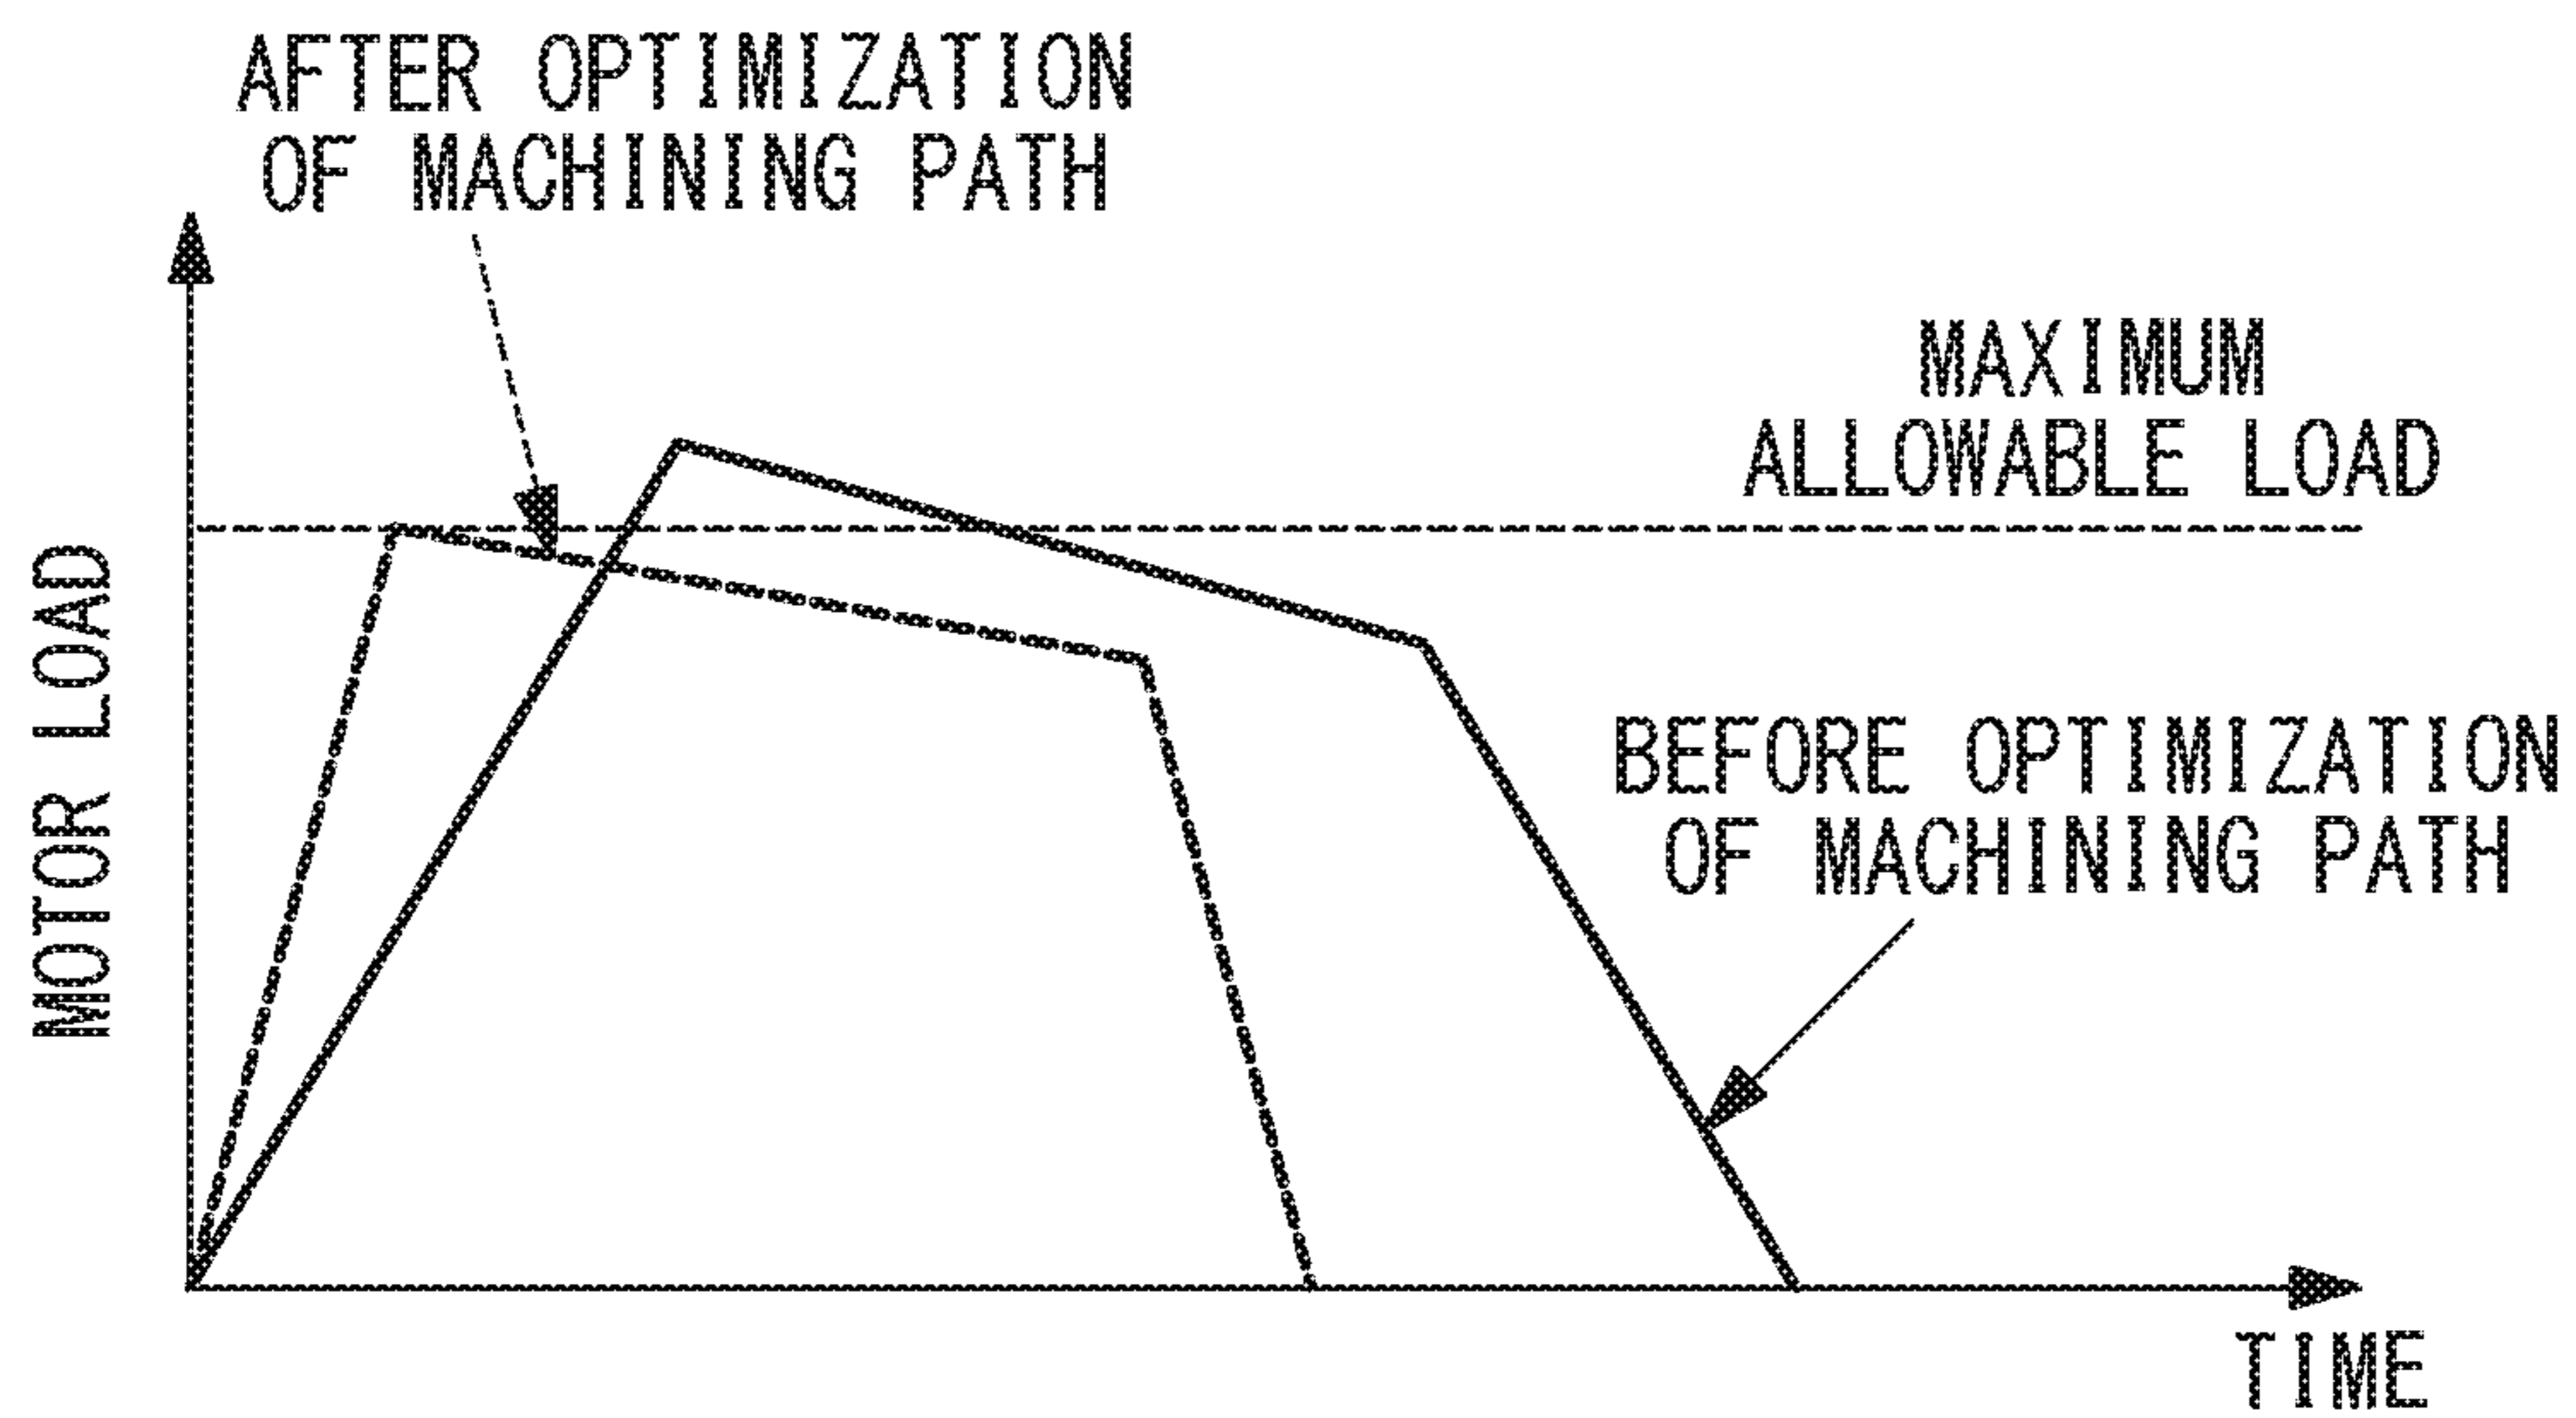 AFTER OPTIMIZATION
OF MACHINING PATH
MAXIMUM
ALLOWABLE LOAD
MOTOR LOAD
BEFORE OPTIMIZATION
OF MACHINING PATH
TIME